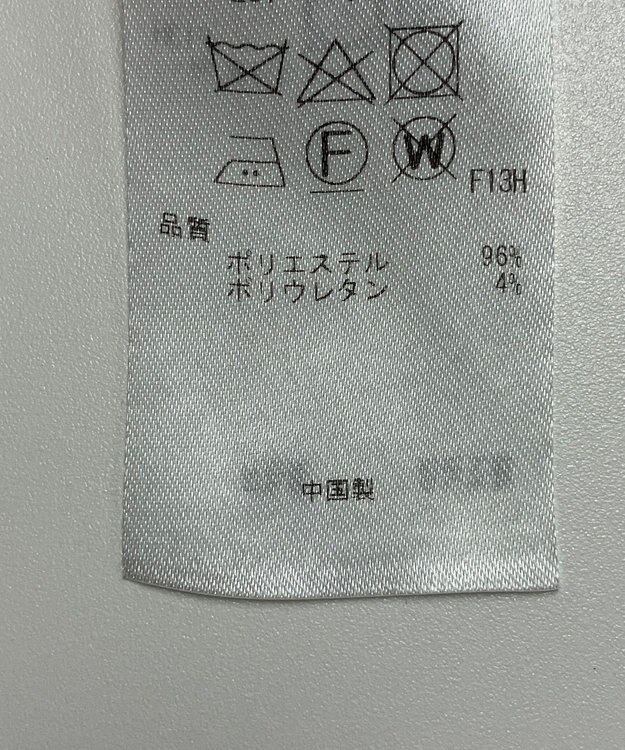 F
W
F13H
品質
ポリエステル 96%
ポリウレタン 4%
中国製